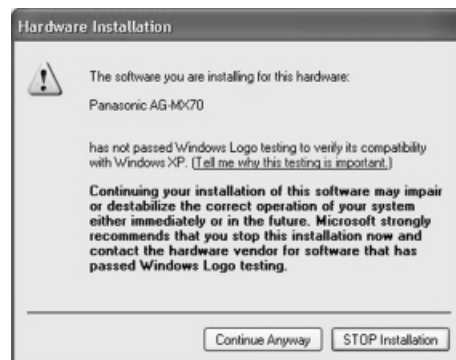 Hardware Installation
The software you are installing for this hardware:
Panasonic AG-MX70
has not passed Windows Logo testing to verify its compatibility
with Windows XP. (Tell me why this testing is important.)
Continuing your installation of this software may impair
or destabilize the correct operation of your system
either immediately or in the future. Microsoft strongly
recommends that you stop this installation now and
contact the hardware vendor for software that has
passed Windows Logo testing.
Continue Anyway
STOP Installation